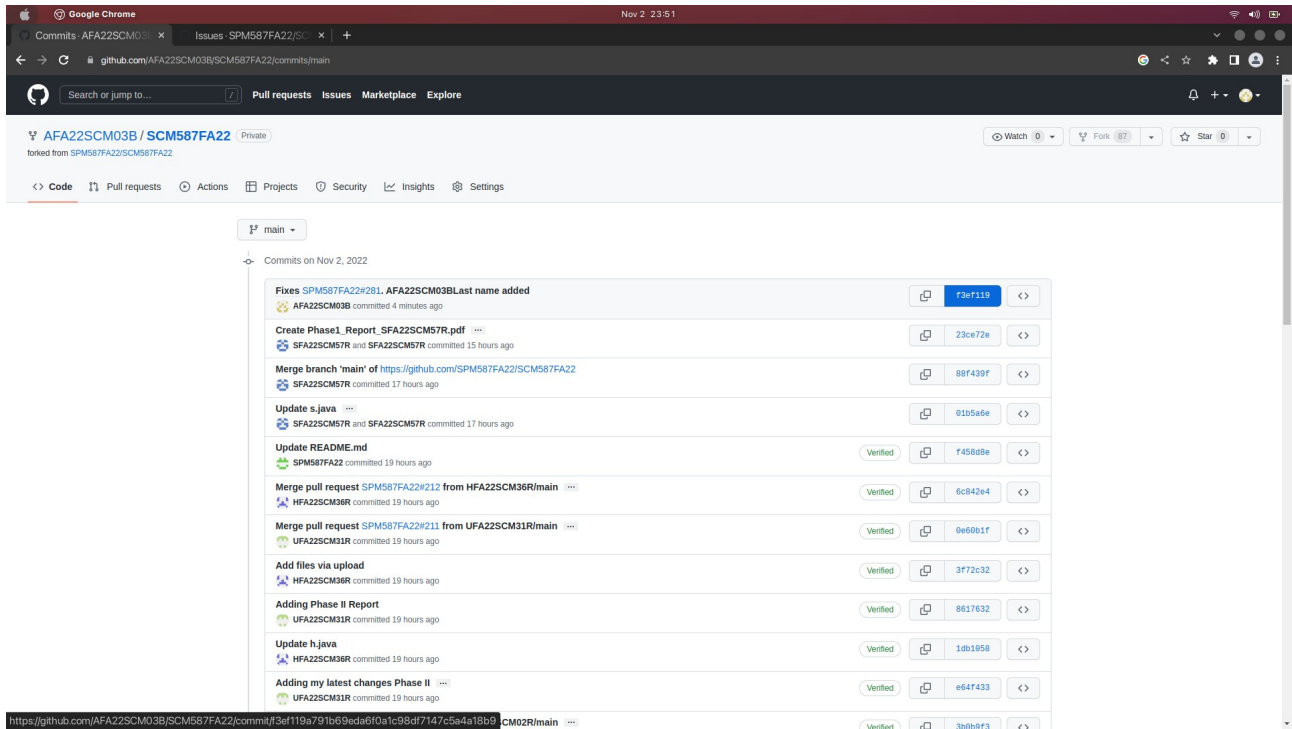 Google Chrome
Nov 2 23:51
Commits · AFA22SCM03B
Issues · SPM587FA22/SC
github.com/AFA22SCM03B/SCM587FA22/commits/main
Search or jump to...
/
Pull requests Issues Marketplace Explore
AFA22SCM03B / SCM587FA22 Private
Watch 0
Fork 87
Star 0
forked from SPM587FA22/SCM587FA22
Code Pull requests Actions Projects Security Insights Settings
main
Commits on Nov 2, 2022
Fixes SPM587FA22#281. AFA22SCM03BLast name added
AFA22SCM03B committed 4 minutes ago
f3ef119
Create Phase1_Report_SFA22SCM57R.pdf ...
SFA22SCM57R and SFA22SCM57R committed 15 hours ago
23ce72e
Merge branch 'main' of https://github.com/SPM587FA22/SCM587FA22
SFA22SCM57R committed 17 hours ago
88f439f
Update s.java ...
SFA22SCM57R and SFA22SCM57R committed 17 hours ago
01b5a6e
Update README.md
SPM587FA22 committed 19 hours ago
Verified f458d8e
Merge pull request SPM587FA22#212 from HFA22SCM36R/main ...
HFA22SCM36R committed 19 hours ago
Verified 6c842e4
Merge pull request SPM587FA22#211 from UFA22SCM31R/main ...
UFA22SCM31R committed 19 hours ago
Verified 0e60b1f
Add files via upload
HFA22SCM36R committed 19 hours ago
Verified 3f72c32
Adding Phase II Report
UFA22SCM31R committed 19 hours ago
Verified 8617632
Update h.java
HFA22SCM36R committed 19 hours ago
Verified 1db1058
Adding my latest changes Phase II ...
UFA22SCM31R committed 19 hours ago
Verified e64f433
https://github.com/AFA22SCM03B/SCM587FA22/commit/f3ef119a791b69eda6f0a1c98df7147c5a4a18b9
CM02R/main ...
Verified 3b0b9f3